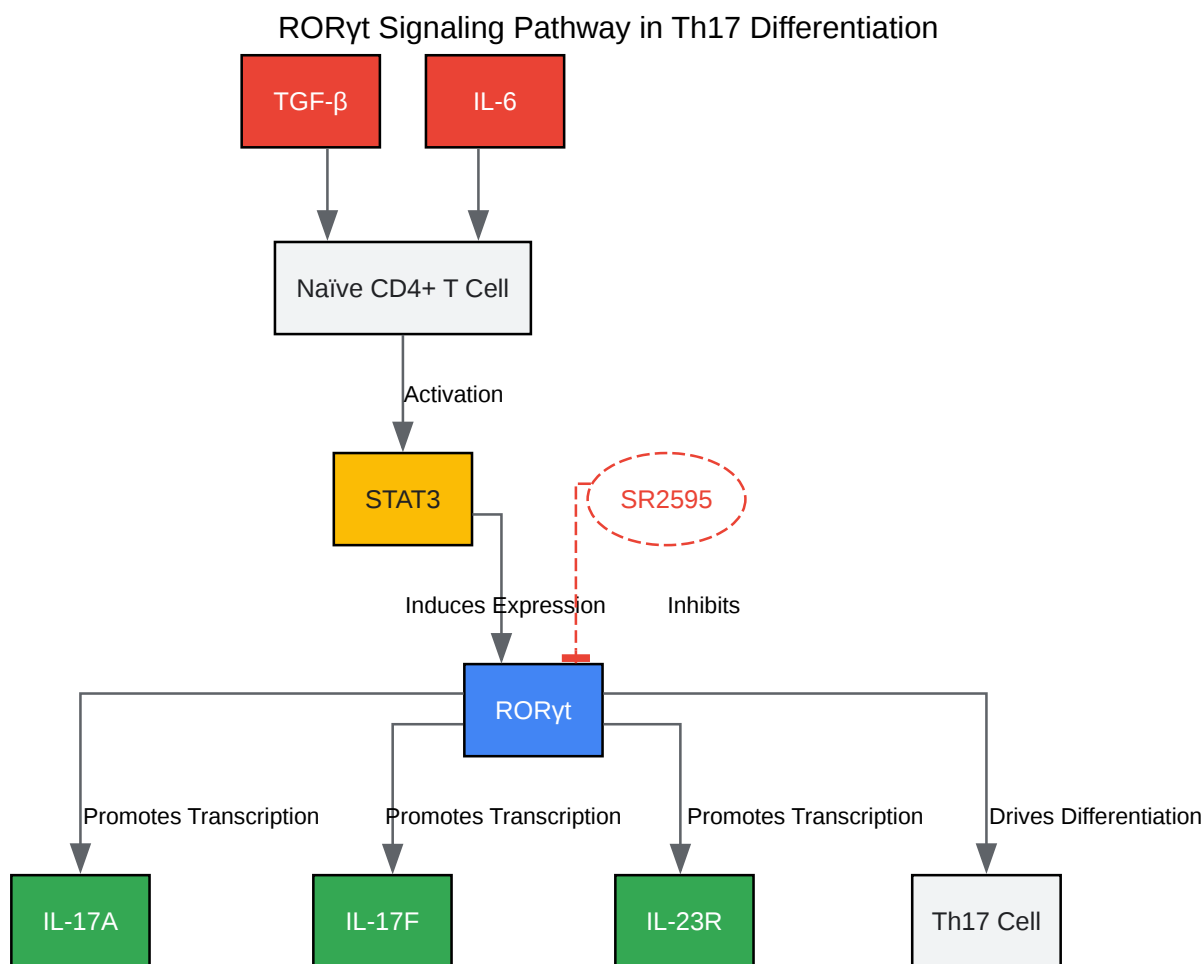 RORγt Signaling Pathway in Th17 Differentiation
TGF-β
IL-6
Naïve CD4+ T Cell
Activation
STAT3
SR2595
Induces Expression
Inhibits
RORγt
Promotes Transcription
Promotes Transcription
Promotes Transcription
Drives Differentiation
IL-17A
IL-17F
IL-23R
Th17 Cell